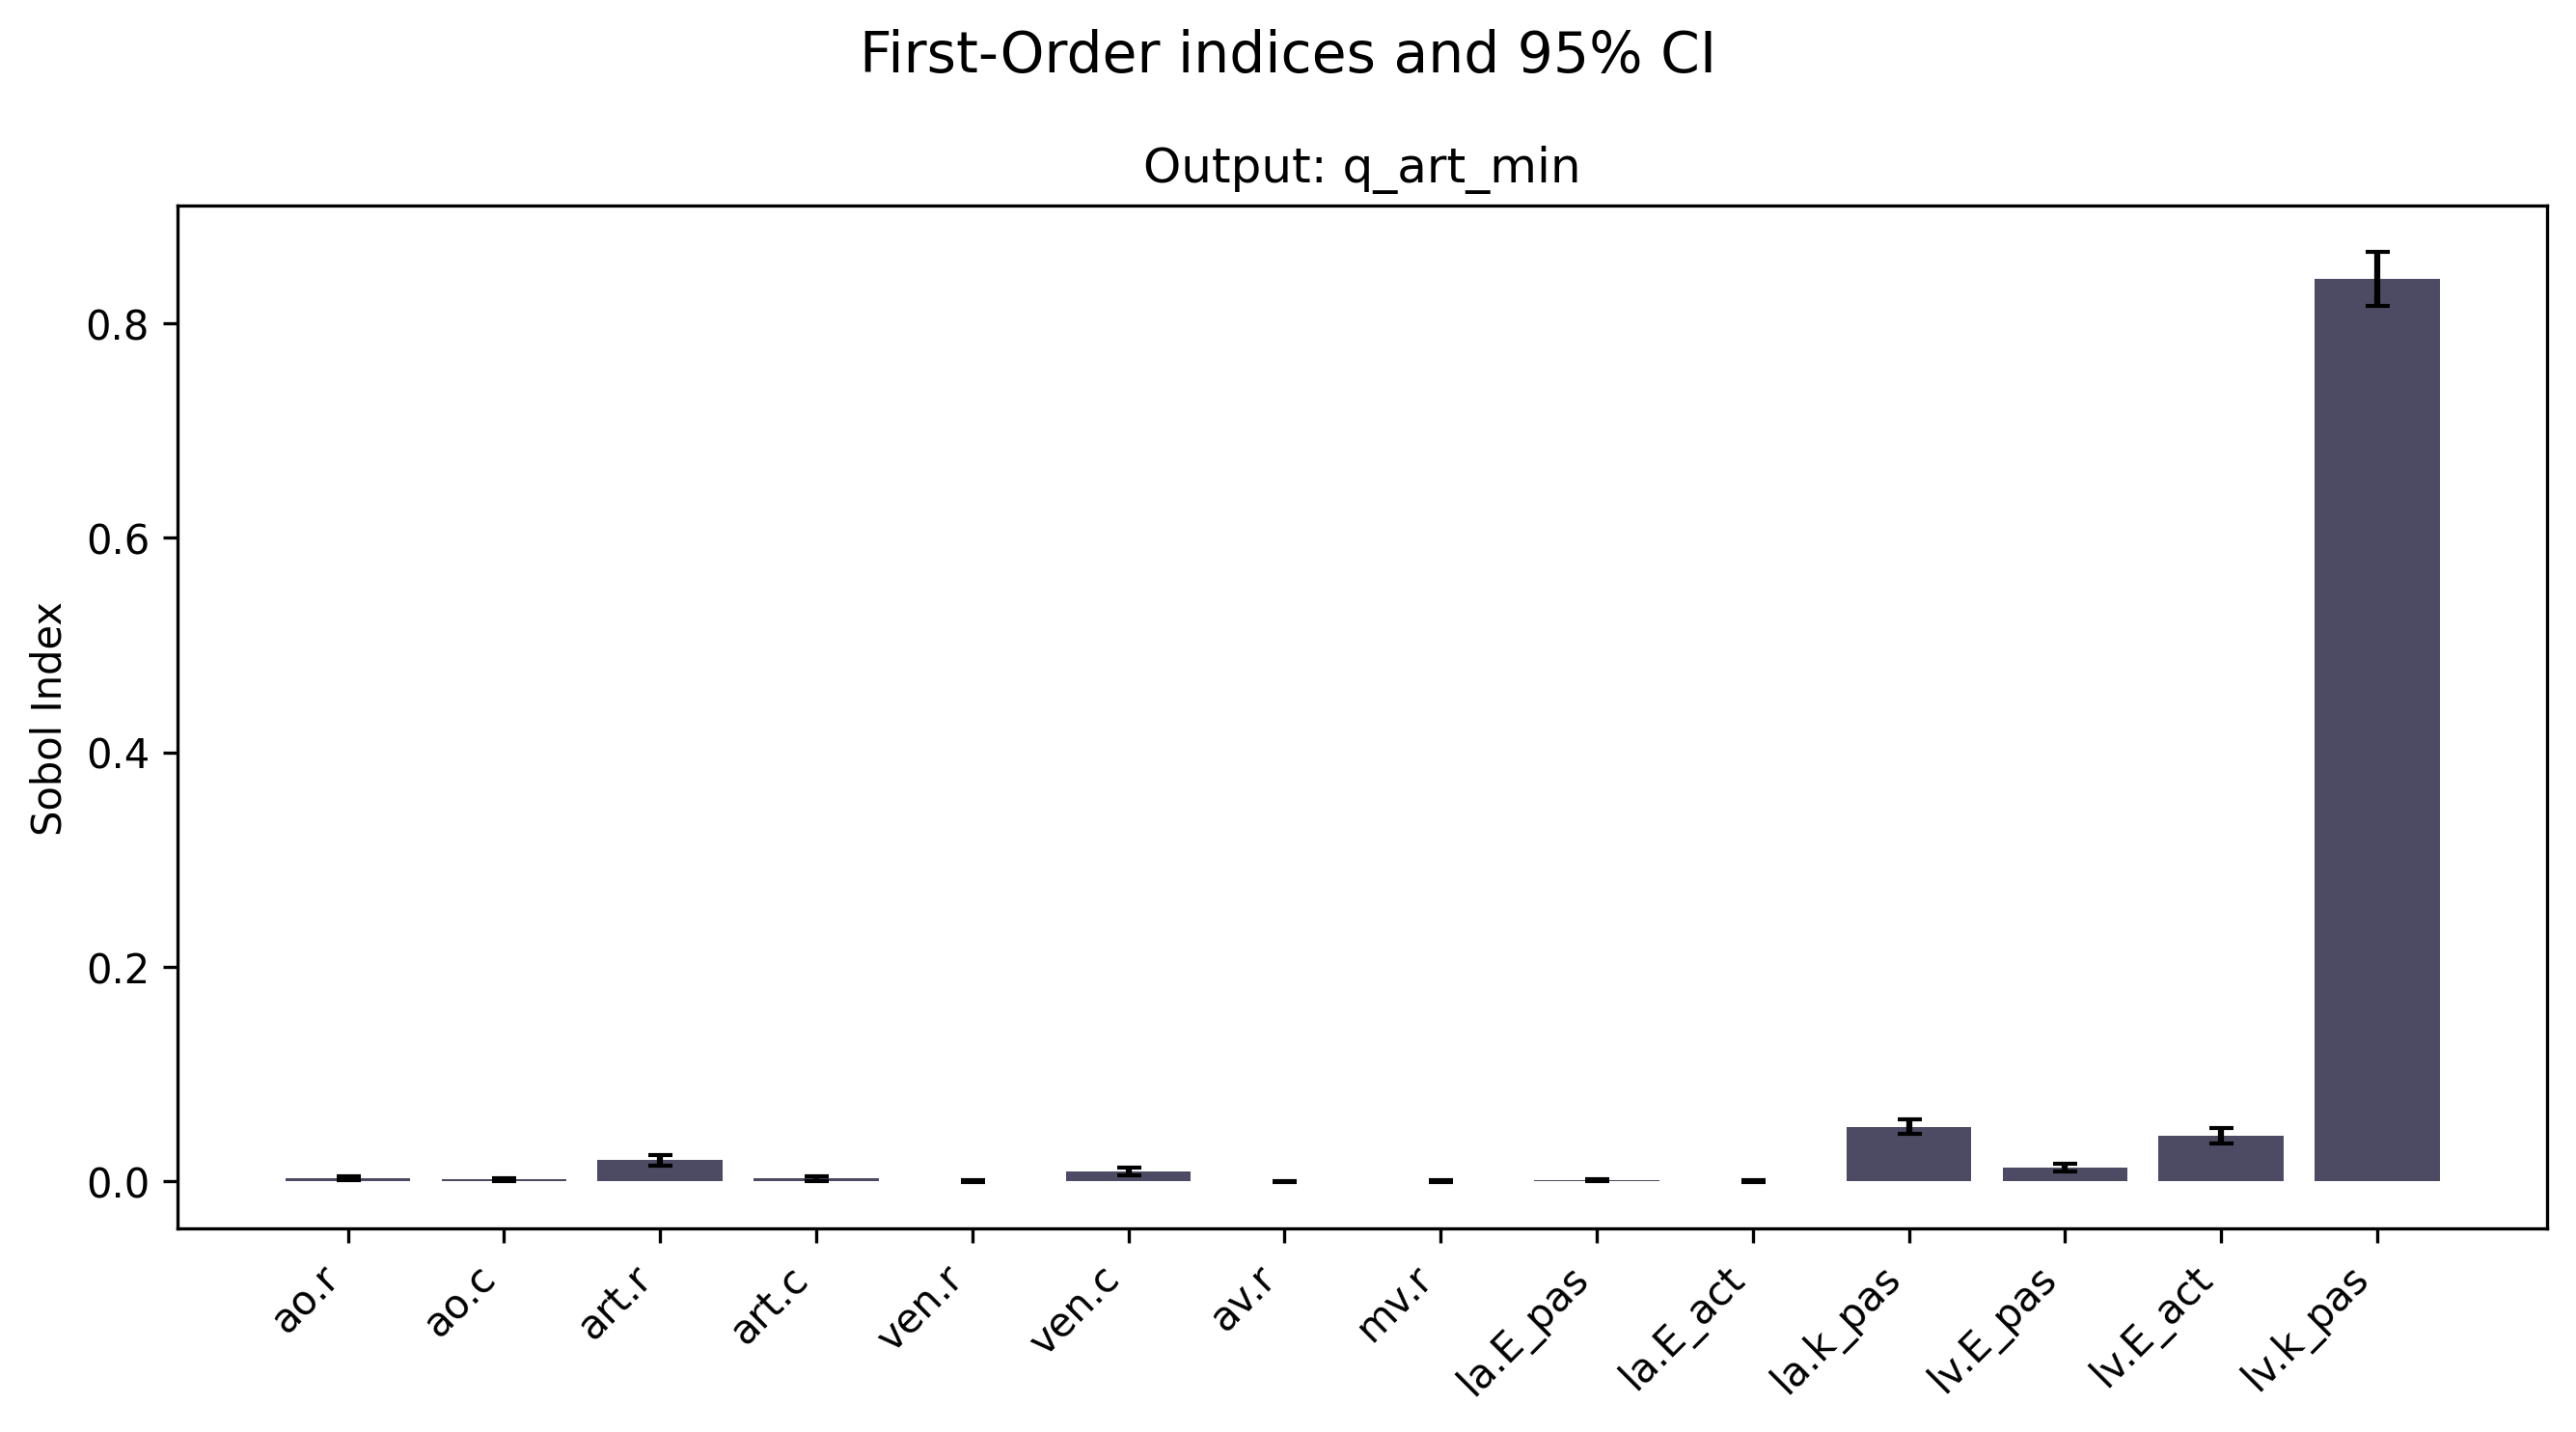 First-Order indices and 95% CI
Output: q_art_min
Sobol Index
0.8
0.6
0.4
0.2
0.0
ao.r
ao.c
art.r
art.c
ven.r
ven.c
av.r
mv.r
la.E_pas
la.E_act
la.k_pas
lv.E_pas
lv.E_act
lv.k_pas